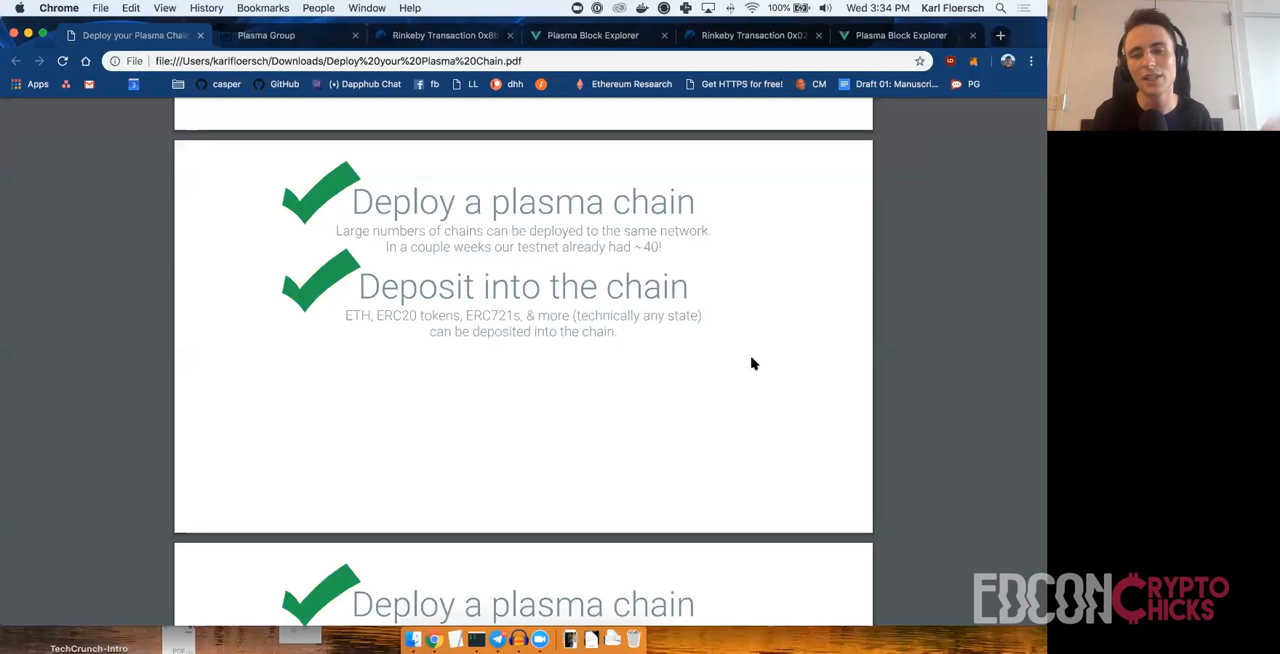 Chrome File Edit View History Bookmarks People Window Help 100% Wed 3:34 PM Karl Floersch
Deploy your Plasma Chain Plasma Group Rinkeby Transaction 0x8b Plasma Block Explorer Rinkeby Transaction 0x02 Plasma Block Explorer
File file:///Users/karlfloersch/Downloads/Deploy%20your%20Plasma%20Chain.pdf
Apps casper GitHub (•) Dapphub Chat fb LL dhh Ethereum Research Get HTTPS for free! CM Draft 01: Manuscri... PG
Deploy a plasma chain
Large numbers of chains can be deployed to the same network.
In a couple weeks our testnet already had ~40!
Deposit into the chain
ETH, ERC20 tokens, ERC721s, & more (technically any state)
can be deposited into the chain.
Deploy a plasma chain
EDCON CRYPTO
CHICKS
TechCrunch-Intro
PDF